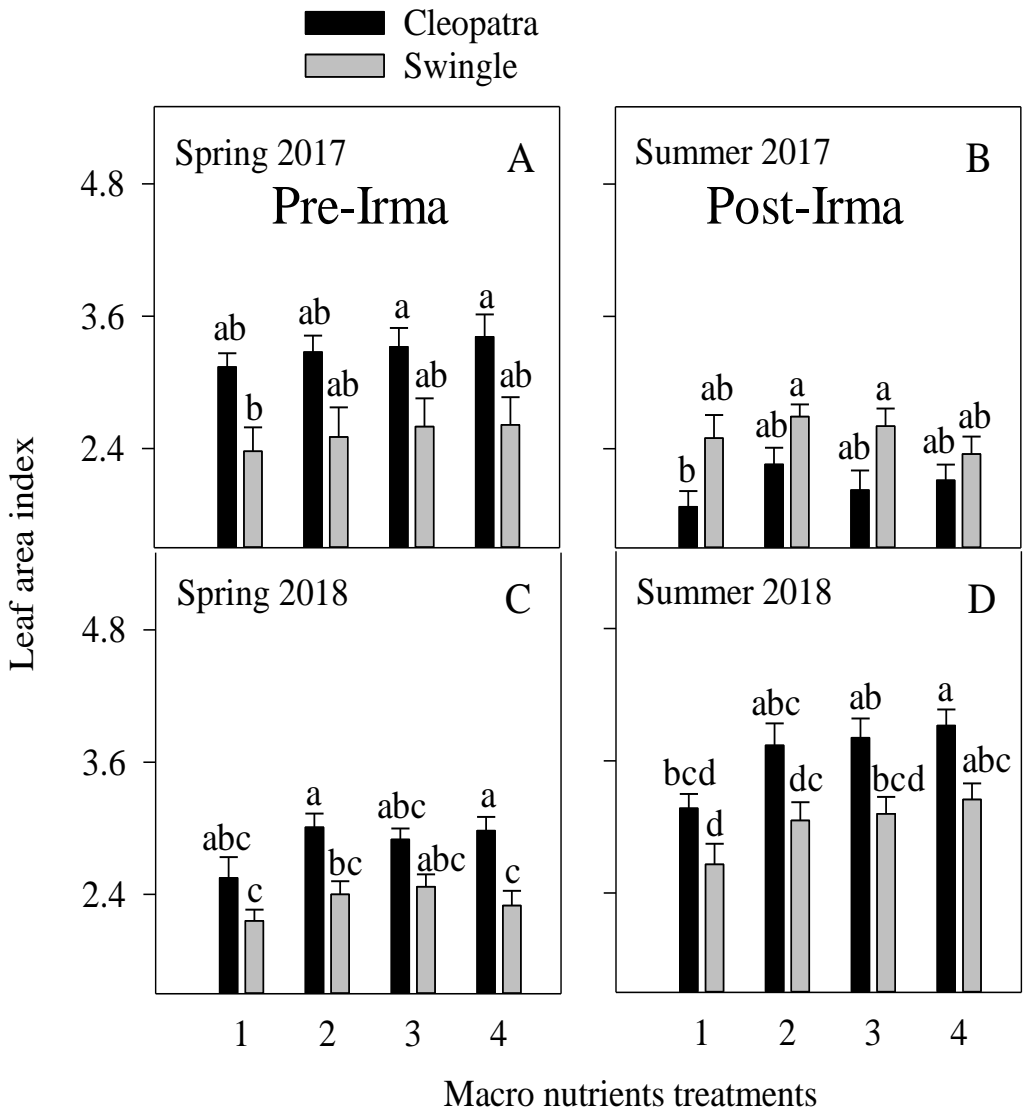 Cleopatra
Swingle
Spring 2017 A
Pre-Irma
Summer 2017 B
Post-Irma
4.8
3.6
2.4
ab ab a a
b ab ab ab
ab a a ab
b ab ab ab
Leaf area index
Spring 2018 C
Summer 2018 D
4.8
3.6
2.4
abc a abc a
c bc abc c
bcd abc ab a
d dc bcd abc
1 2 3 4
1 2 3 4
Macro nutrients treatments